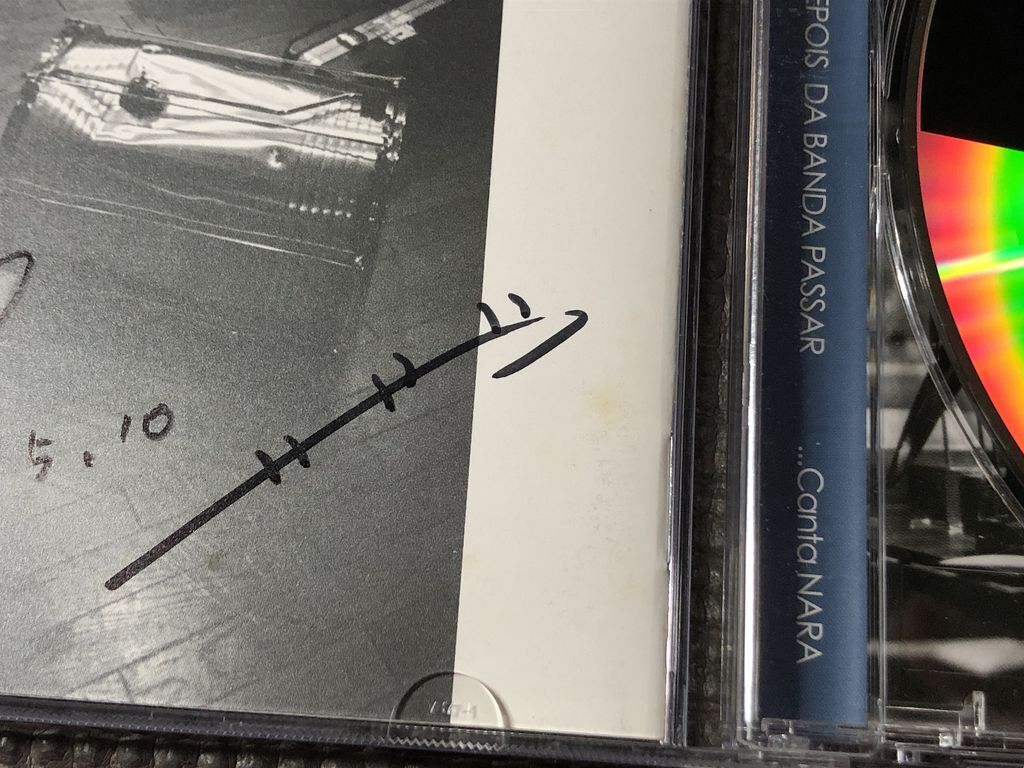 5.10
EPOIS DA BANDA PASSAR ...Canta NARA